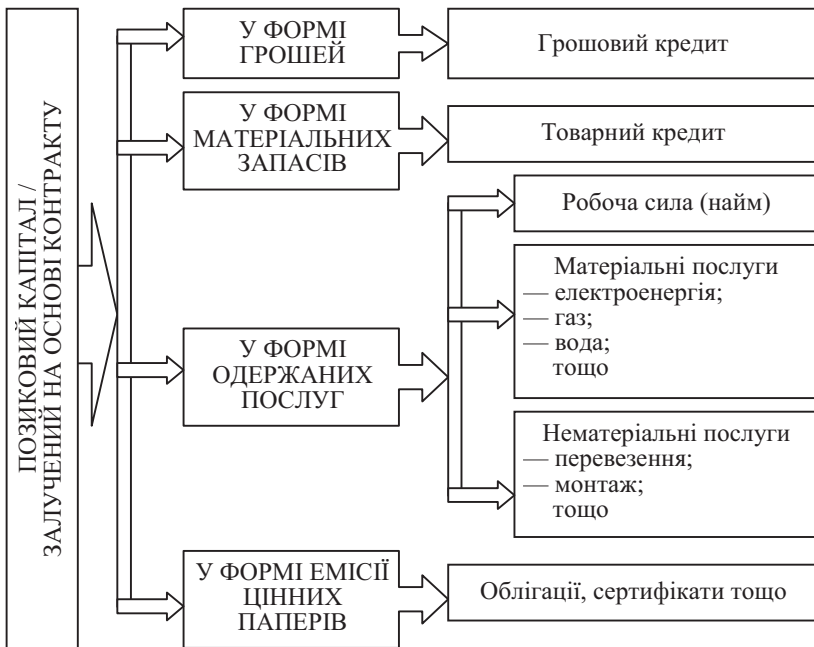 ПОЗИКОВИЙ КАПІТАЛ /
ЗАЛУЧЕНИЙ НА ОСНОВІ КОНТРАКТУ
У ФОРМІ
ГРОШЕЙ
Грошовий кредит
У ФОРМІ
МАТЕРІАЛЬНИХ
ЗАПАСІВ
Товарний кредит
У ФОРМІ
ОДЕРЖАНИХ
ПОСЛУГ
Робоча сила (найм)
Матеріальні послуги
— електроенергія;
— газ;
— вода;
тощо
Нематеріальні послуги
— перевезення;
— монтаж;
тощо
У ФОРМІ ЕМІСІЇ
ЦІННИХ
ПАПЕРІВ
Облігації, сертифікати тощо